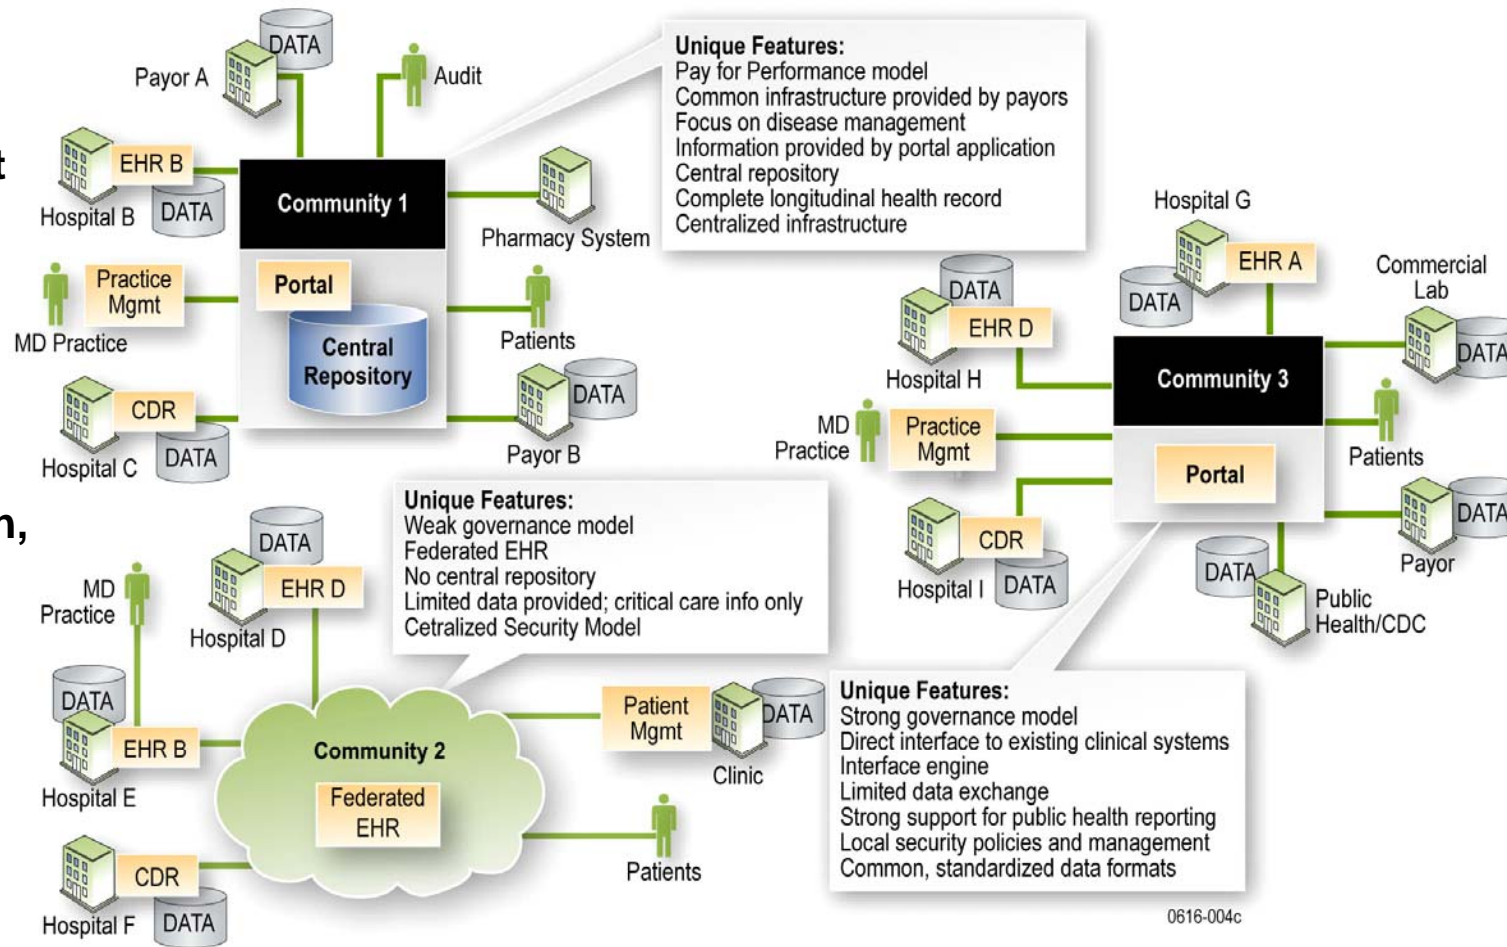 DATA
Payor A
Audit
EHR B
DATA
Hospital B
Community 1
Pharmacy System
Practice
Mgmt
MD Practice
Portal
Central
Repository
Patients
CDR
DATA
Hospital C
DATA
Payor B
Unique Features:
Pay for Performance model
Common infrastructure provided by payors
Focus on disease management
Information provided by portal application
Central repository
Complete longitudinal health record
Centralized infrastructure
t
n,
Hospital G
EHR A
DATA
Commercial
Lab
DATA
DATA
EHR D
Hospital H
Community 3
MD
Practice
Practice
Mgmt
Patients
Portal
CDR
DATA
Hospital I
DATA
Payor
DATA
Public
Health/CDC
Unique Features:
Weak governance model
Federated EHR
No central repository
Limited data provided; critical care info only
Cetralized Security Model
DATA
EHR D
Hospital D
MD
Practice
DATA
EHR B
Hospital E
Community 2
Federated
EHR
Patient
Mgmt
DATA
Clinic
Patients
CDR
DATA
Hospital F
Unique Features:
Strong governance model
Direct interface to existing clinical systems
Interface engine
Limited data exchange
Strong support for public health reporting
Local security policies and management
Common, standardized data formats
0616-004c